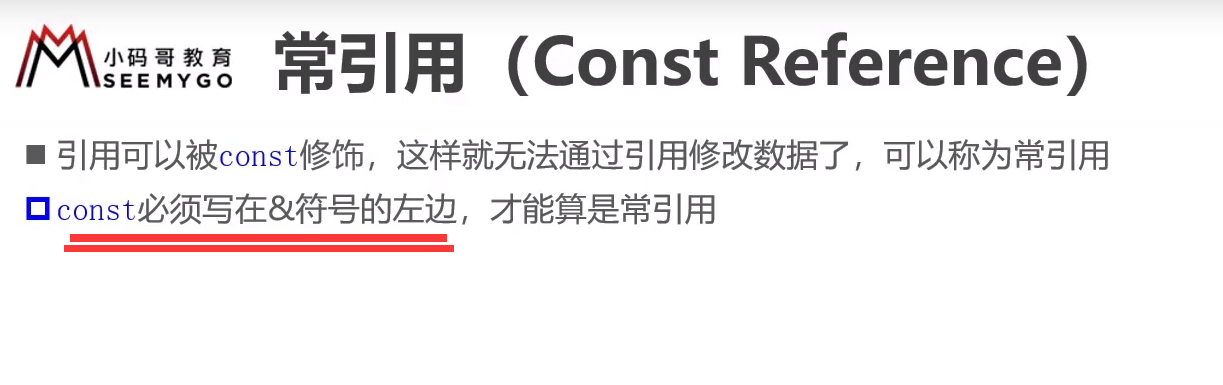 小码哥教育
SEEMYGO
常引用（Const Reference）
引用可以被const修饰，这样就无法通过引用修改数据了，可以称为常引用
const必须写在&符号的左边，才能算是常引用